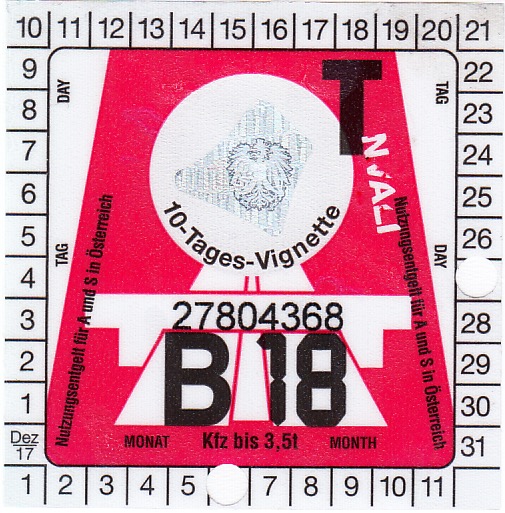 10 11 12 13 14 15 16 17 18 19 20 21
9 DAY T TAG 22
8 23
7 24
6 25
5 TAG DAY 26
4
3 28
2 29
1 30
Dez 17 31
1 2 3 4 5 7 8 9 10 11
10-Tages-Vignette
27804368
B 18
MONAT Kfz bis 3,5t MONTH
Nutzungsentgelt für A und S in Österreich
Nutzungsentgelt für A und S in Österreich